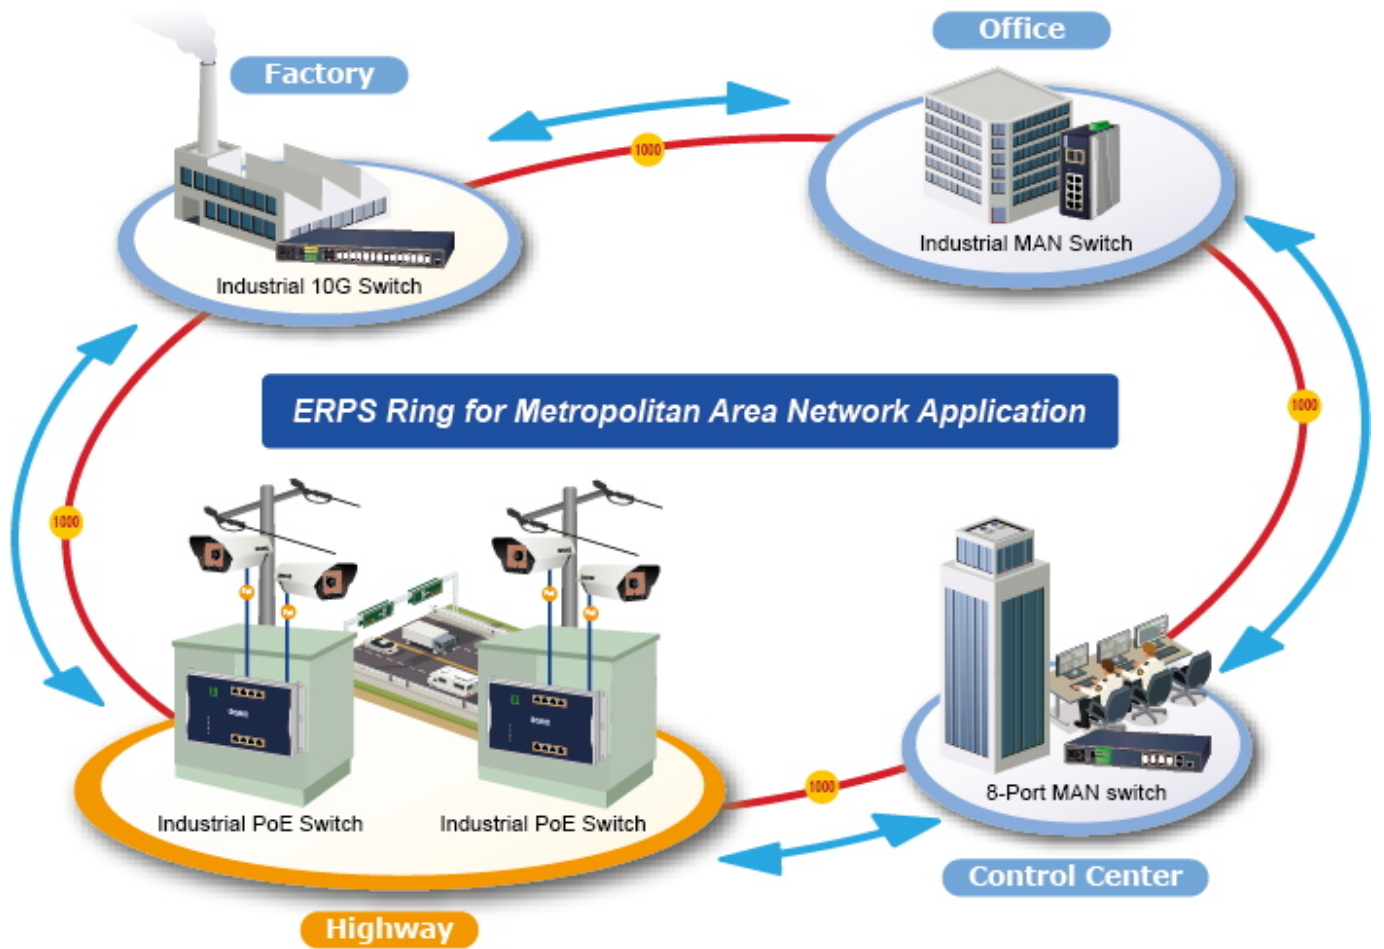 Office
Factory
1000
Industrial MAN Switch
Industrial 10G Switch
ERPS Ring for Metropolitan Area Network Application
1000
1000
Industrial PoE Switch
Industrial PoE Switch
1000
8-Port MAN switch
Control Center
Highway